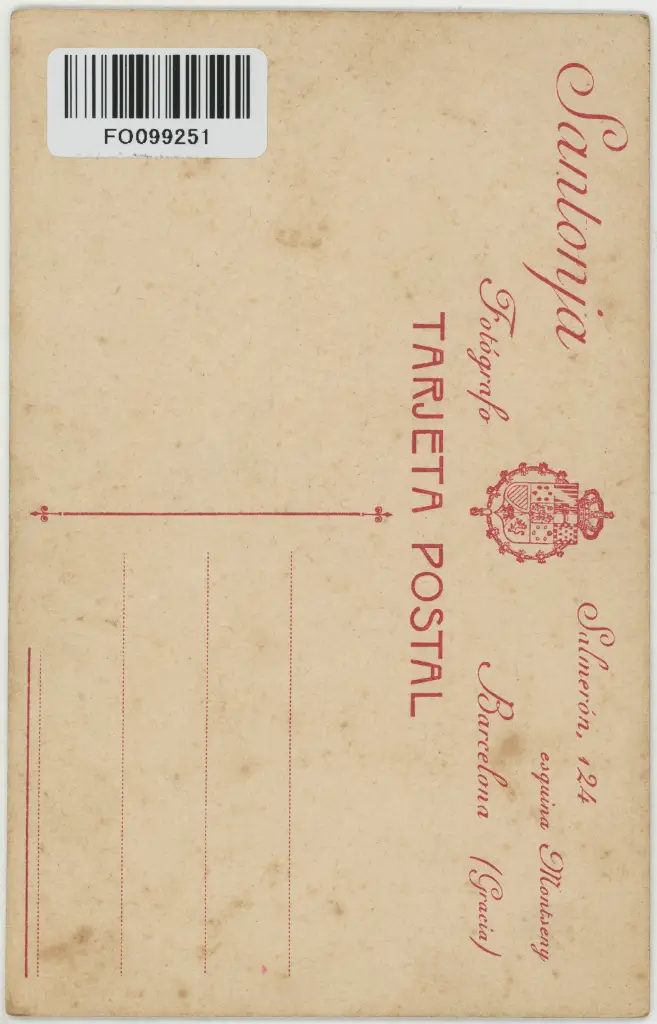 FO099251
Santonja
Fotógrafo
Salmerón, 124
esquina Montseny
Barcelona (Gracia)
TARJETA POSTAL